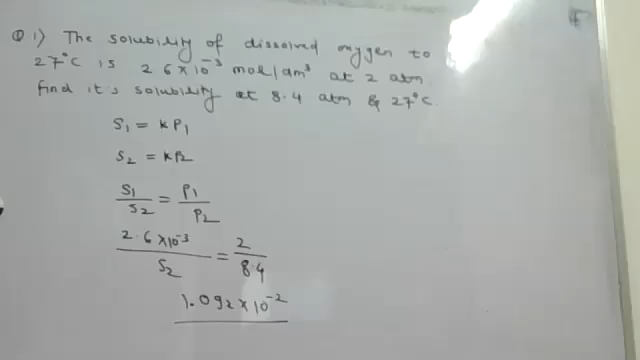 Q 1) The solubility of dissolved oxygen to
27°C is 2.6×10⁻³ mol/dm³ at 2 atm.
find it's solubility at 8.4 atm & 27°C.
S₁ = KP₁
S₂ = KP₂
S₁/S₂ = P₁/P₂
2.6×10⁻³/S₂ = 2/8.4
1.092×10⁻²